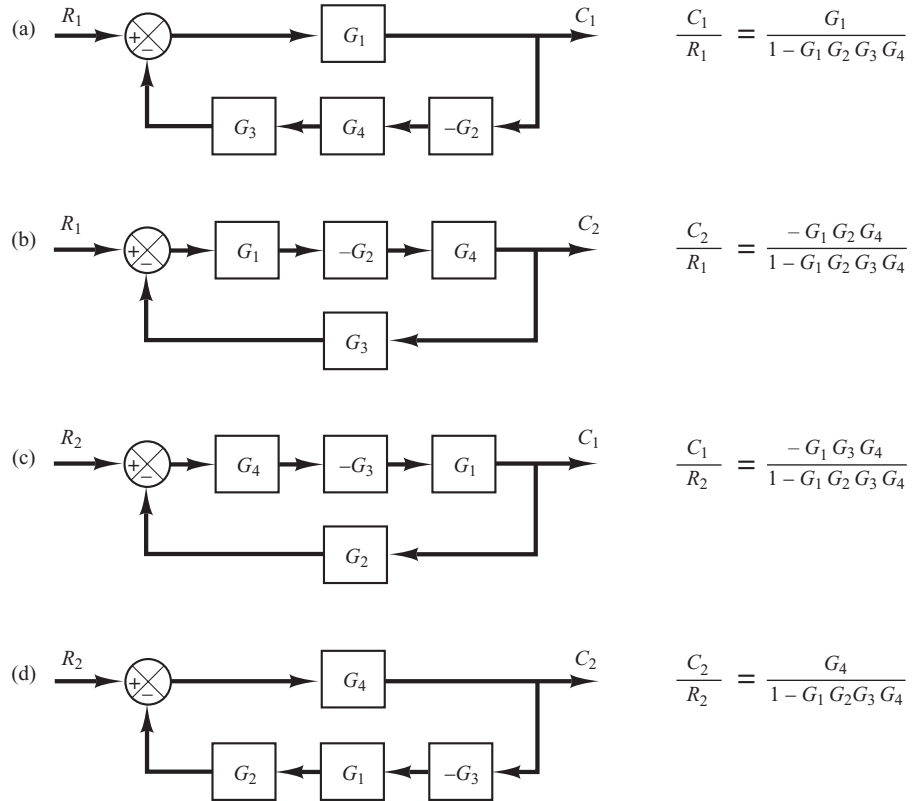 (a) R₁ + − G₁ C₁
G₃ G₄ –G₂
C₁/R₁ = G₁/(1 – G₁ G₂ G₃ G₄)
(b) R₁ + − G₁ –G₂ G₄ C₂
G₃
C₂/R₁ = – G₁ G₂ G₄/(1 – G₁ G₂ G₃ G₄)
(c) R₂ + − G₄ –G₃ G₁ C₁
G₂
C₁/R₂ = – G₁ G₃ G₄/(1 – G₁ G₂ G₃ G₄)
(d) R₂ + − G₄ C₂
G₂ G₁ –G₃
C₂/R₂ = G₄/(1 – G₁ G₂G₃ G₄)